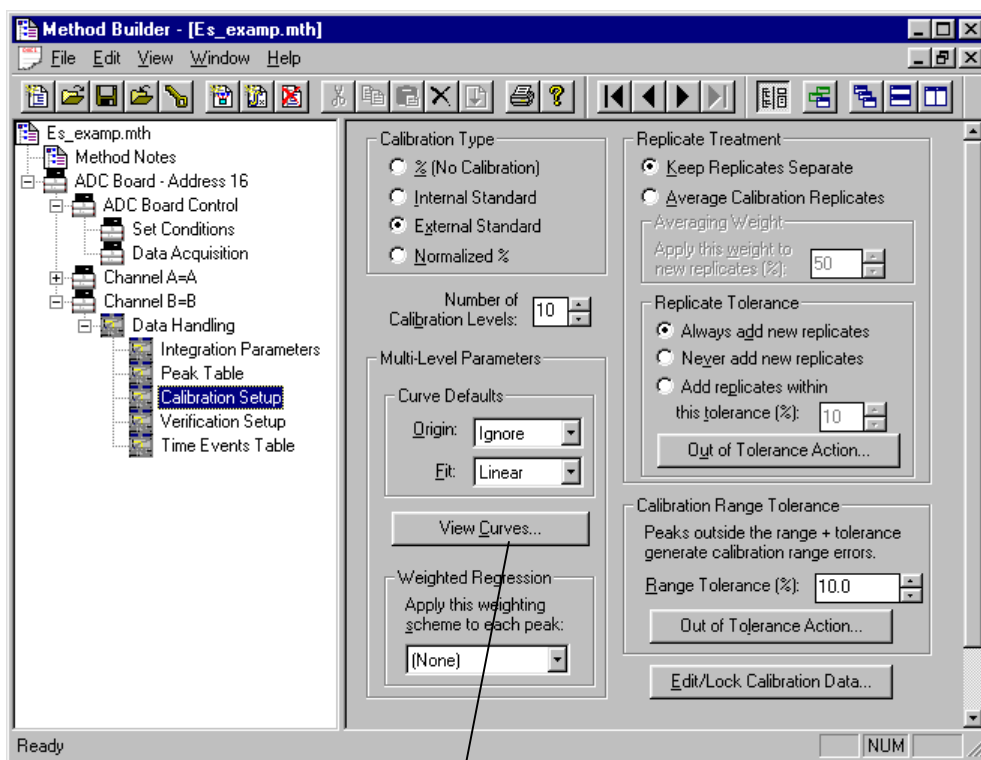 Method Builder - [Es_examp.mth]
File Edit View Window Help
Es_examp.mth
Method Notes
ADC Board - Address 16
ADC Board Control
Set Conditions
Data Acquisition
Channel A=A
Channel B=B
Data Handling
Integration Parameters
Peak Table
Calibration Setup
Verification Setup
Time Events Table
Calibration Type
% (No Calibration)
Internal Standard
External Standard
Normalized %
Number of
Calibration Levels: 10
Multi-Level Parameters
Curve Defaults
Origin: Ignore
Fit: Linear
View Curves...
Weighted Regression
Apply this weighting
scheme to each peak:
(None)
Replicate Treatment
Keep Replicates Separate
Average Calibration Replicates
Averaging Weight
Apply this weight to
new replicates (%): 50
Replicate Tolerance
Always add new replicates
Never add new replicates
Add replicates within
this tolerance (%): 10
Out of Tolerance Action...
Calibration Range Tolerance
Peaks outside the range + tolerance
generate calibration range errors.
Range Tolerance (%): 10.0
Out of Tolerance Action...
Edit/Lock Calibration Data...
Ready
NUM